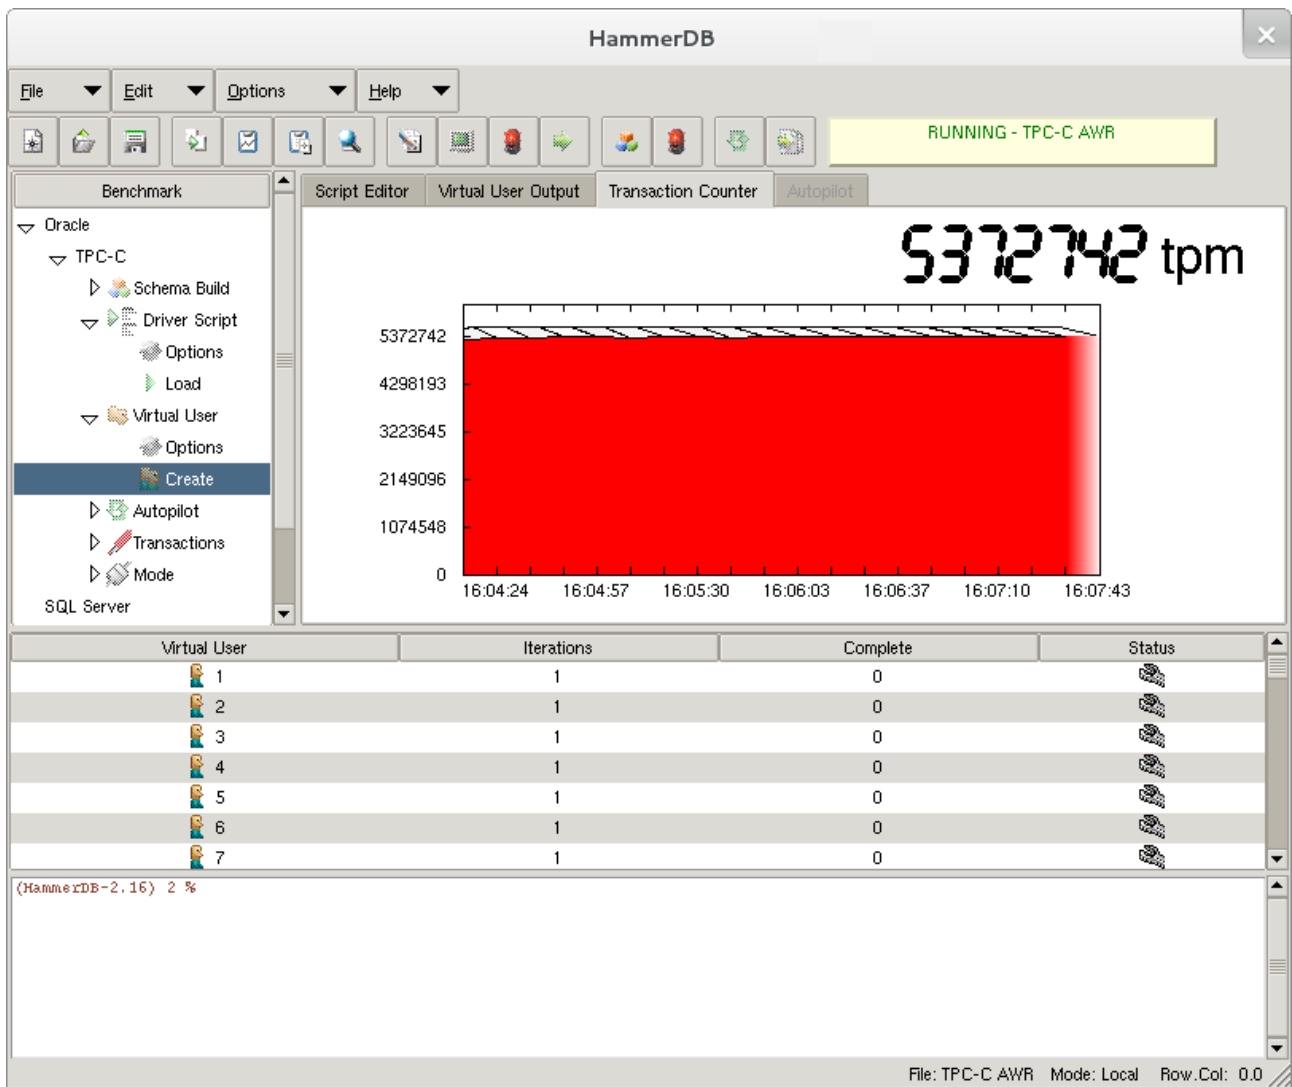 HammerDB
File Edit Options Help
RUNNING - TPC-C AWR
Benchmark
Script Editor Virtual User Output Transaction Counter Autopilot
Oracle
TPC-C
Schema Build
Driver Script
Options
Load
Virtual User
Options
Create
Autopilot
Transactions
Mode
SQL Server
5372742 tpm
5372742
4298193
3223645
2149096
1074548
0
16:04:24 16:04:57 16:05:30 16:06:03 16:06:37 16:07:10 16:07:43
Virtual User Iterations Complete Status
1 1 0
2 1 0
3 1 0
4 1 0
5 1 0
6 1 0
7 1 0
(HammerDB-2.16) 2 %
File: TPC-C AWR Mode: Local Row.Col: 0.0